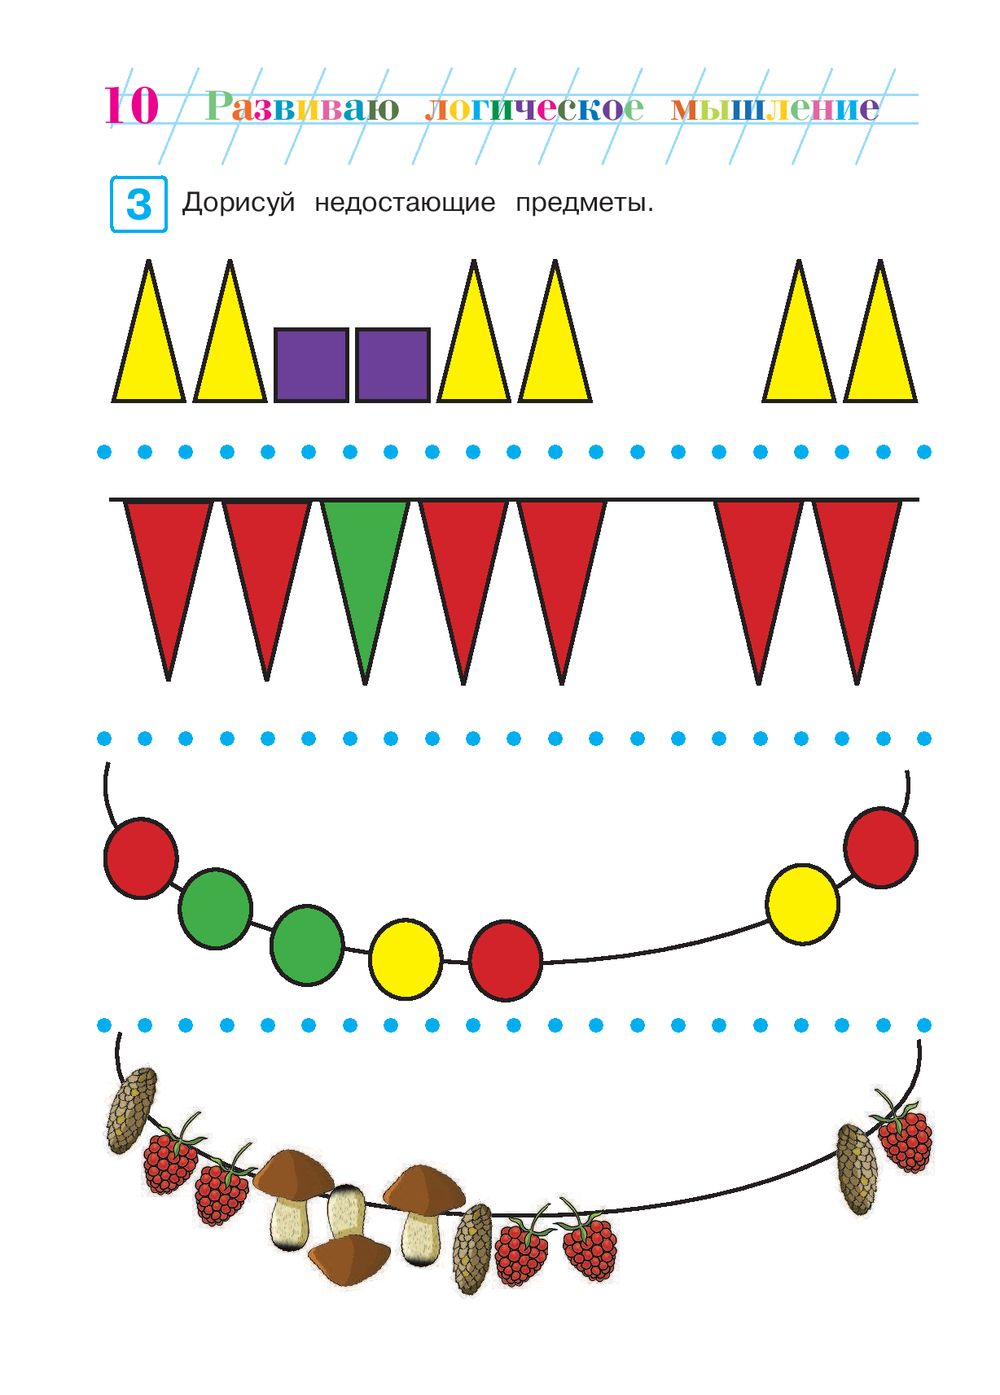 10 Развиваю логическое мышление
3 Дорисуй недостающие предметы.